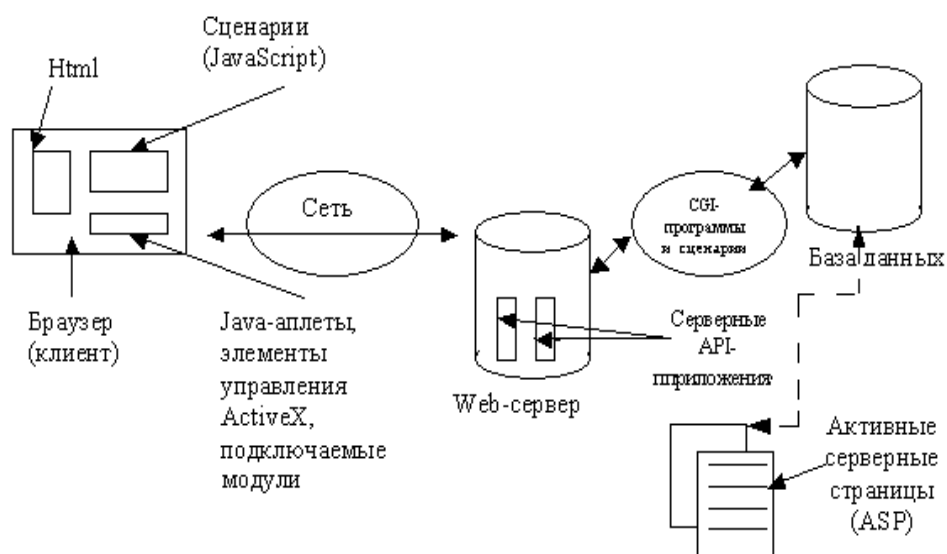 Сценарии
(JavaScript)
Html
Сеть
CGI-
программы
и сценарии
База данных
Браузер
(клиент)
Java-аплеты,
элементы
управления
ActiveX,
подключаемые
модули
Web-сервер
Серверные
API-
пприложения
Активные
серверные
страницы
(ASP)